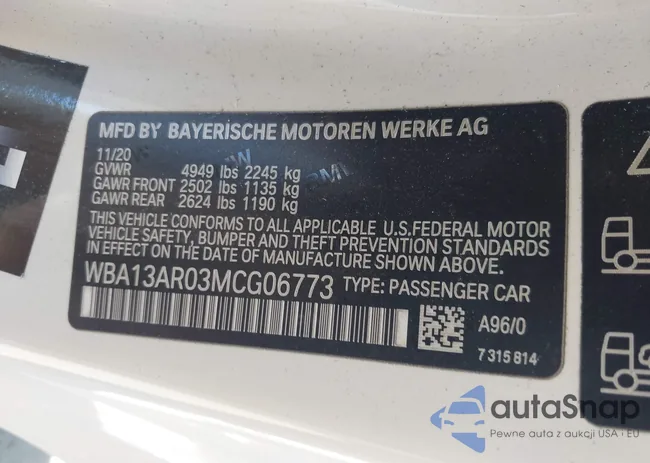 MFD BY BAYERISCHE MOTOREN WERKE AG
11/20
GVWR 4949 lbs 2245 kg
GAWR FRONT 2502 lbs 1135 kg
GAWR REAR 2624 lbs 1190 kg
THIS VEHICLE CONFORMS TO ALL APPLICABLE U.S.FEDERAL MOTOR
VEHICLE SAFETY, BUMPER AND THEFT PREVENTION STANDARDS
IN EFFECT ON THE DATE OF MANUFACTURE SHOWN ABOVE.
WBA13AR03MCG06773 TYPE: PASSENGER CAR
A96/0
7 315 814
autaSnap
Pewne auta z aukcji USA i EU